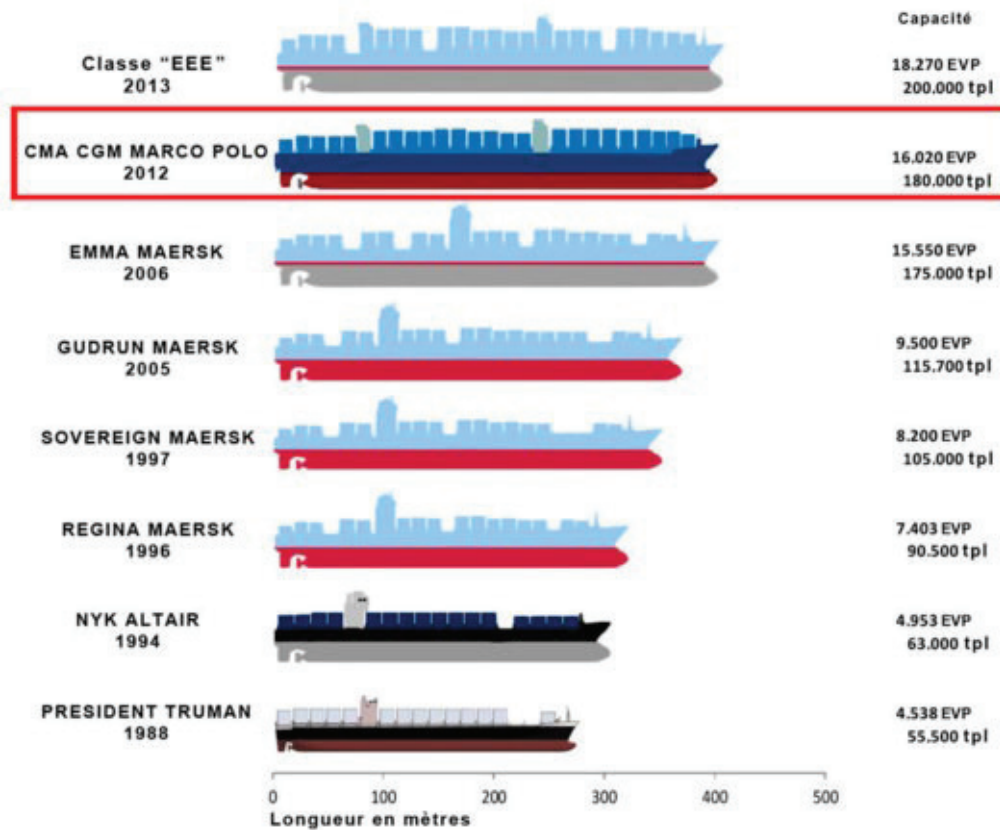 Capacité
Classe “EEE”
2013
18.270 EVP
200.000 tpl
CMA CGM MARCO POLO
2012
16.020 EVP
180.000 tpl
EMMA MAERSK
2006
15.550 EVP
175.000 tpl
GUDRUN MAERSK
2005
9.500 EVP
115.700 tpl
SOVEREIGN MAERSK
1997
8.200 EVP
105.000 tpl
REGINA MAERSK
1996
7.403 EVP
90.500 tpl
NYK ALTAIR
1994
4.953 EVP
63.000 tpl
PRESIDENT TRUMAN
1988
4.538 EVP
55.500 tpl
0 100 200 300 400 500
Longueur en mètres